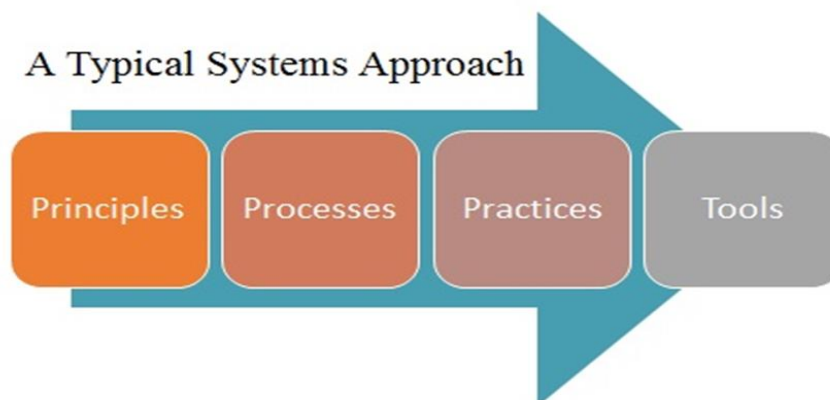 A Typical Systems Approach
Principles
Processes
Practices
Tools